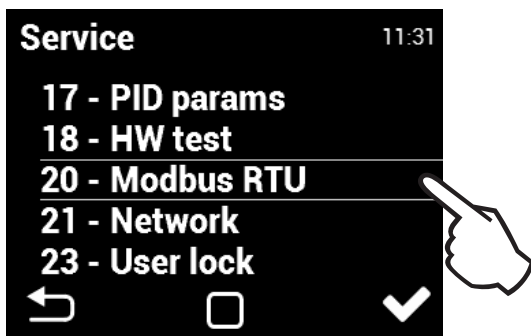 Service 11:31
17 - PID params
18 - HW test
20 - Modbus RTU
21 - Network
23 - User lock